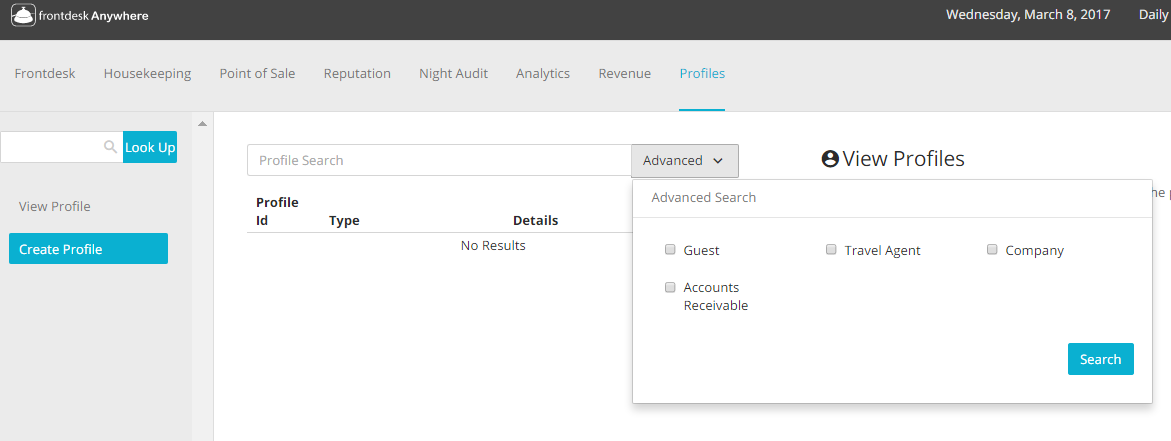 frontdesk Anywhere
Wednesday, March 8, 2017 Daily
Frontdesk Housekeeping Point of Sale Reputation Night Audit Analytics Revenue Profiles
Look Up
View Profile
Create Profile
Profile Search Advanced
Profile
Id Type Details
No Results
View Profiles
he p
Advanced Search
Guest Travel Agent Company
Accounts
Receivable
Search